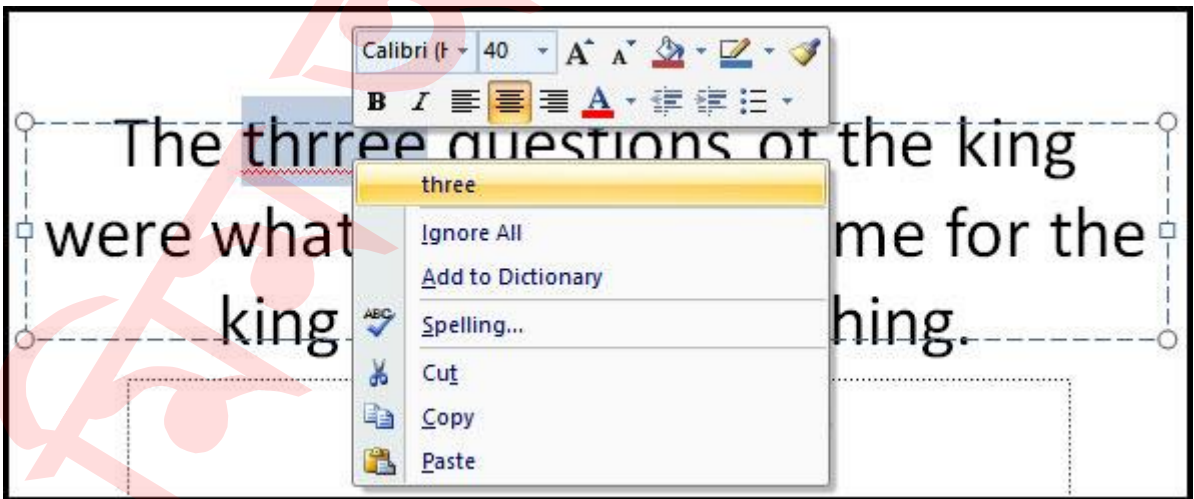 Calibri (H 40 A A
B I A
The thrree questions of the king
three
were what me for the
Ignore All
Add to Dictionary
king hing.
ABC Spelling...
Cut
Copy
Paste